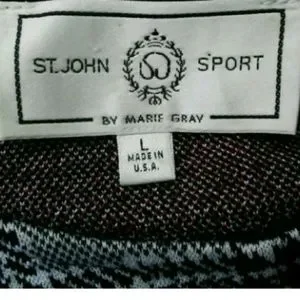 ST. JOHN SPORT
BY MARIE GRAY
L
MADE IN
U.S.A.